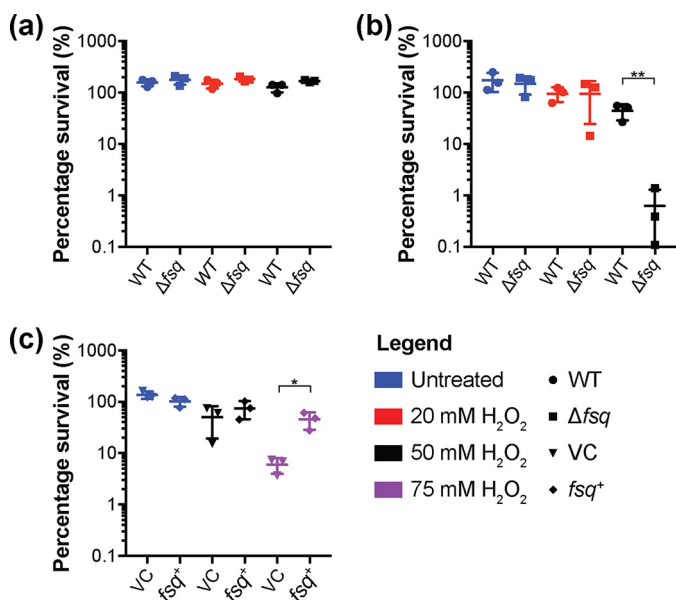 (a)
Percentage survival (%)
1000
100
10
1
0.1
WT
Δfsq
WT
Δfsq
WT
Δfsq
(b)
Percentage survival (%)
1000
100
10
1
0.1
**
WT
Δfsq
WT
Δfsq
WT
Δfsq
(c)
Percentage survival (%)
1000
100
10
1
0.1
*
VC
fsq⁺
VC
fsq⁺
VC
fsq⁺
Legend
Untreated
20 mM H₂O₂
50 mM H₂O₂
75 mM H₂O₂
WT
Δfsq
VC
fsq⁺